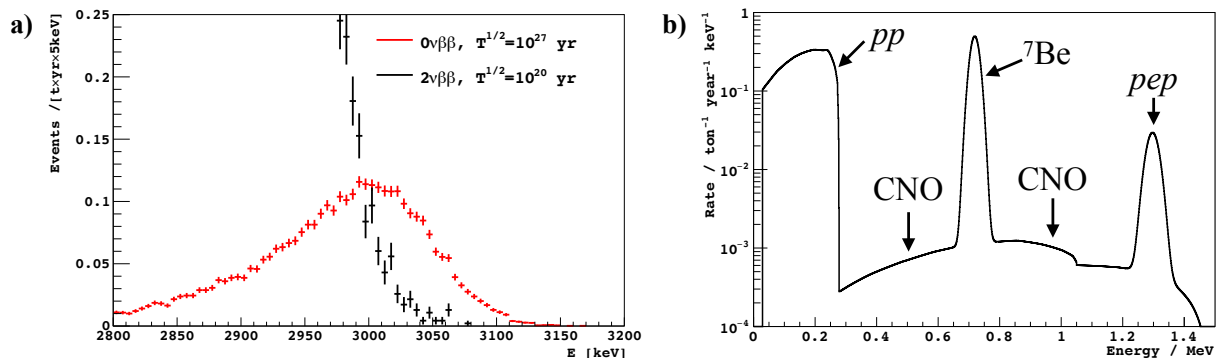 a)
Events /[t×yr×5keV]
0.25
0.2
0.15
0.1
0.05
0
2800
2850
2900
2950
3000
3050
3100
3150
3200
E [keV]
0νββ, T^1/2=10^27 yr
2νββ, T^1/2=10^20 yr
b)
Rate / ton^-1 year^-1 keV^-1
1
10^-1
10^-2
10^-3
10^-4
0
0.2
0.4
0.6
0.8
1
1.2
1.4
Energy / MeV
pp
^7Be
pep
CNO
CNO